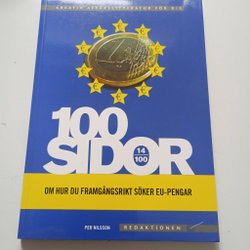 100
SIDOR
14
100
OM HUR DU FRAMGÅNGSRIKT SÖKER EU-PENGAR
PER NILSSON
REDAKTIONEN